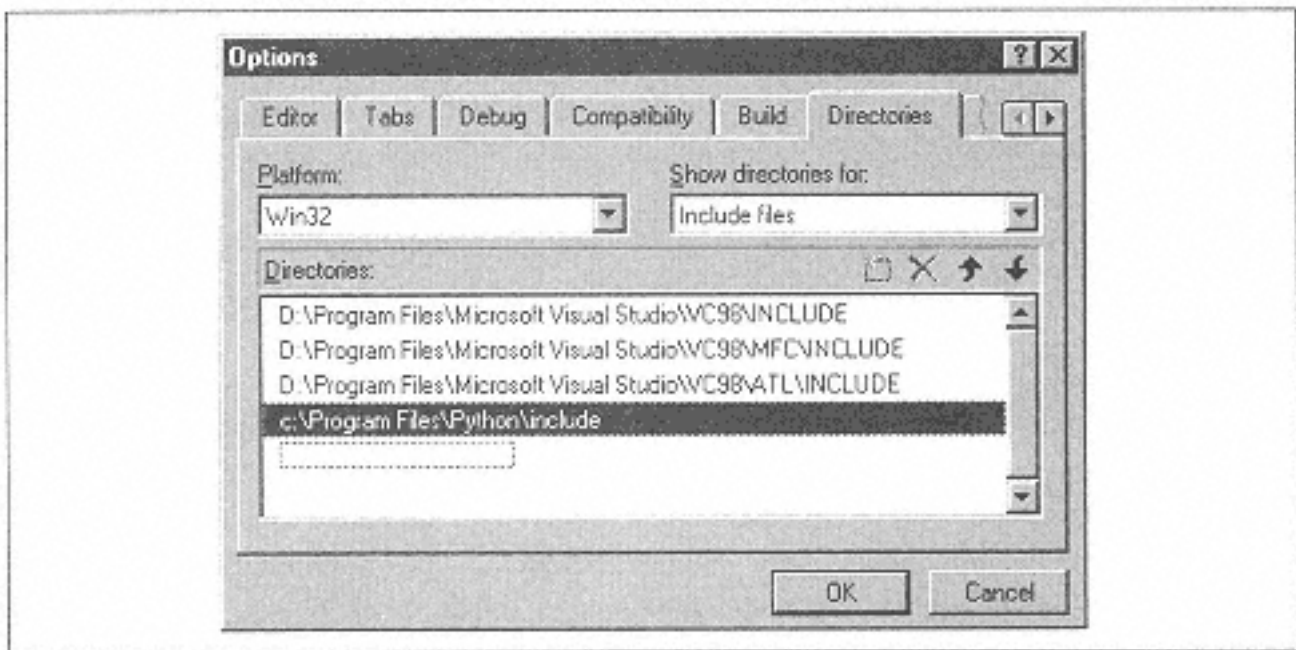 Options
Editor Tabs Debug Compatibility Build Directories
Platform: Show directories for:
Win32 Include files
Directories:
D:\Program Files\Microsoft Visual Studio\VC98\INCLUDE
D:\Program Files\Microsoft Visual Studio\VC98\MFC\INCLUDE
D:\Program Files\Microsoft Visual Studio\VC98\ATL\INCLUDE
c:\Program Files\Python\include
OK Cancel